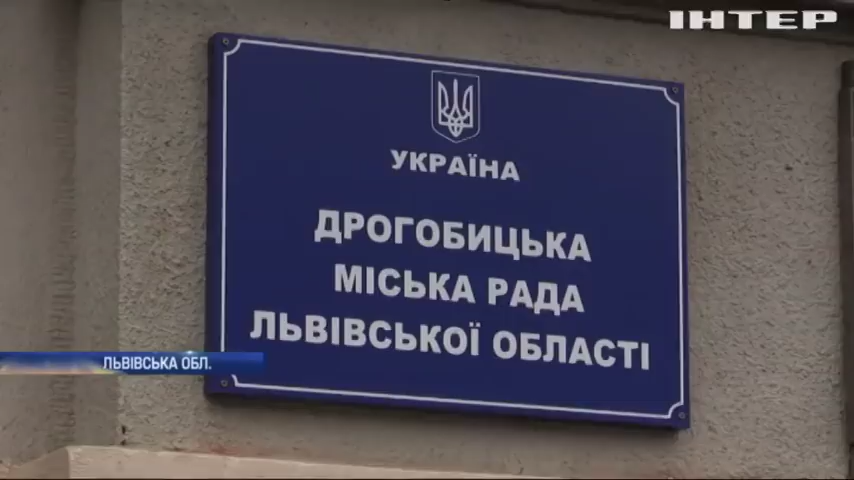 ІНТЕР
УКРАЇНА
ДРОГОБИЦЬКА
МІСЬКА РАДА
ЛЬВІВСЬКОЇ ОБЛАСТІ
ЛЬВІВСЬКА ОБЛ.